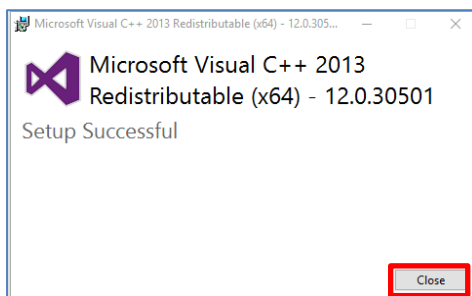 Microsoft Visual C++ 2013 Redistributable (x64) - 12.0.305...
Microsoft Visual C++ 2013
Redistributable (x64) - 12.0.30501
Setup Successful
Close